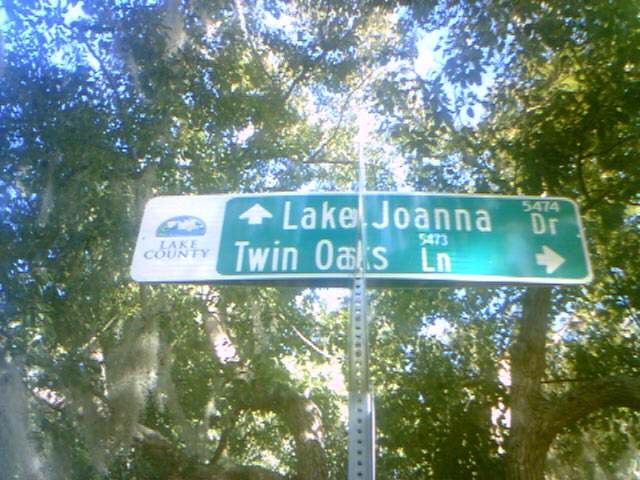 LAKE
COUNTY
Lake Joanna Dr 5474
Twin Oaks Ln 5473